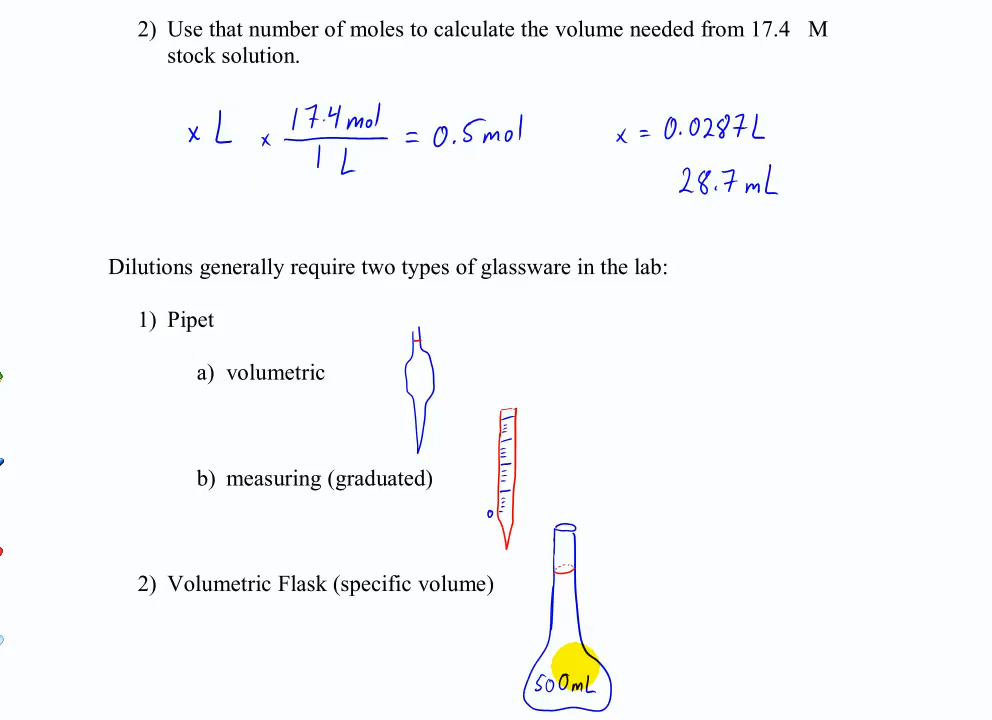 2) Use that number of moles to calculate the volume needed from 17.4 M
stock solution.
x L x 17.4 mol / 1 L = 0.5 mol
x = 0.0287 L
28.7 mL
Dilutions generally require two types of glassware in the lab:
1) Pipet
a) volumetric
b) measuring (graduated)
0
2) Volumetric Flask (specific volume)
500mL